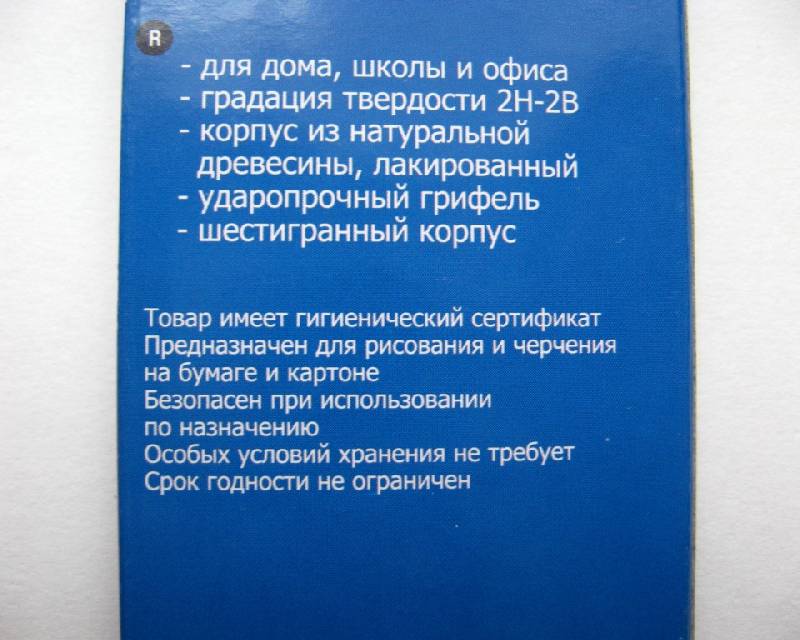 R
- для дома, школы и офиса
- градация твердости 2H-2B
- корпус из натуральной
древесины, лакированный
- ударопрочный грифель
- шестигранный корпус
Товар имеет гигиенический сертификат
Предназначен для рисования и черчения
на бумаге и картоне
Безопасен при использовании
по назначению
Особых условий хранения не требует
Срок годности не ограничен